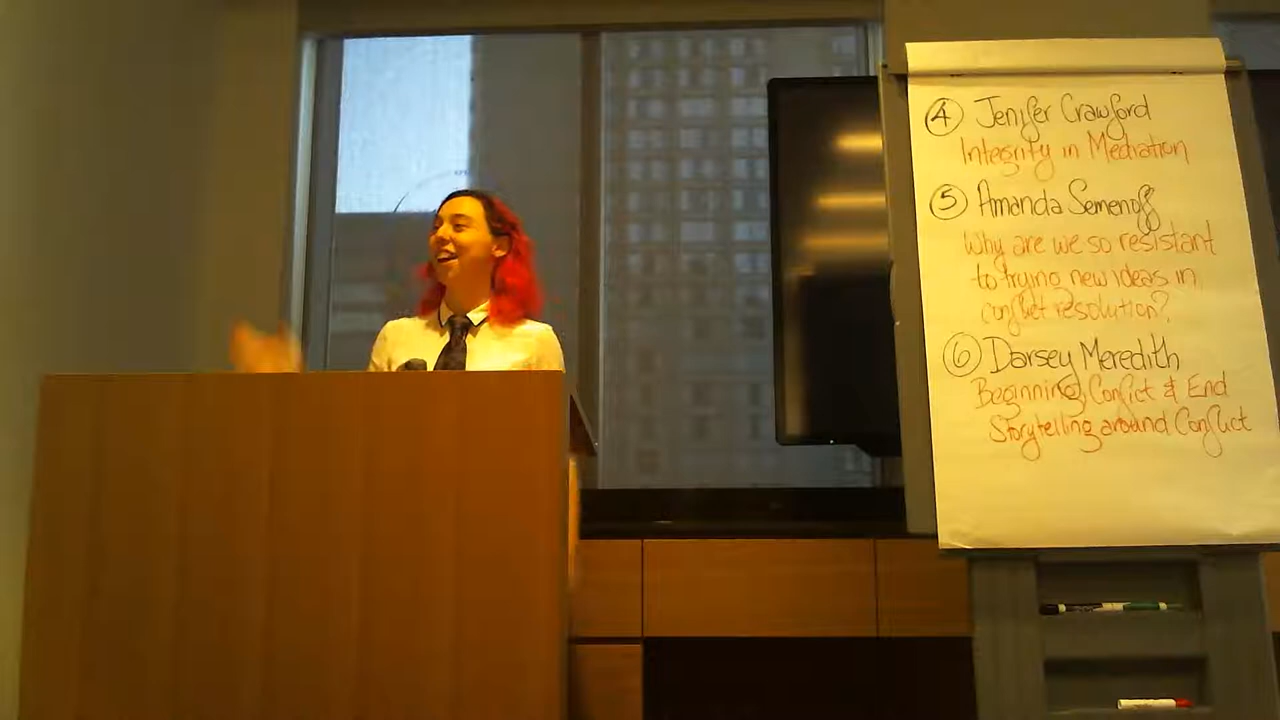 ④ Jenifer Crawford
Integrity in Mediation
⑤ Amanda Semenoff
Why are we so resistant
to trying new ideas in
conflict resolution?
⑥ Darsey Meredith
Beginning, Conflict & End
Storytelling around Conflict